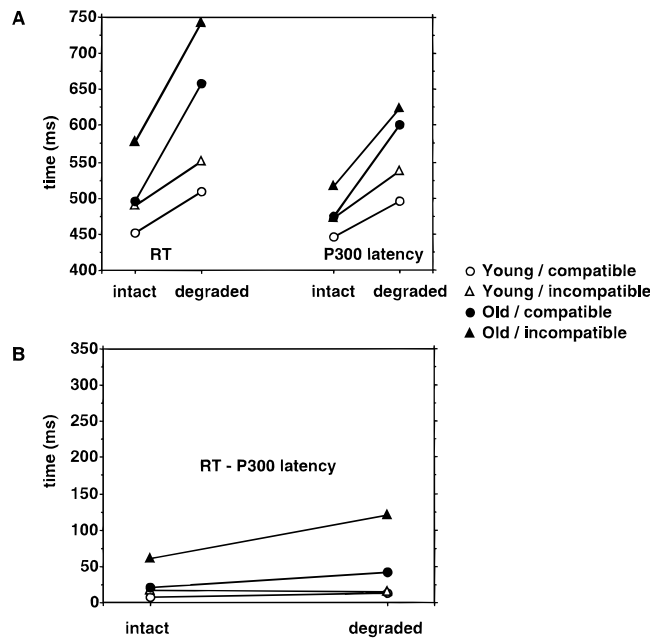 A
750
700
650
600
550
500
450
400
time (ms)
RT
P300 latency
intact degraded intact degraded
Young / compatible
Young / incompatible
Old / compatible
Old / incompatible
B
350
300
250
200
150
100
50
0
time (ms)
RT - P300 latency
intact degraded